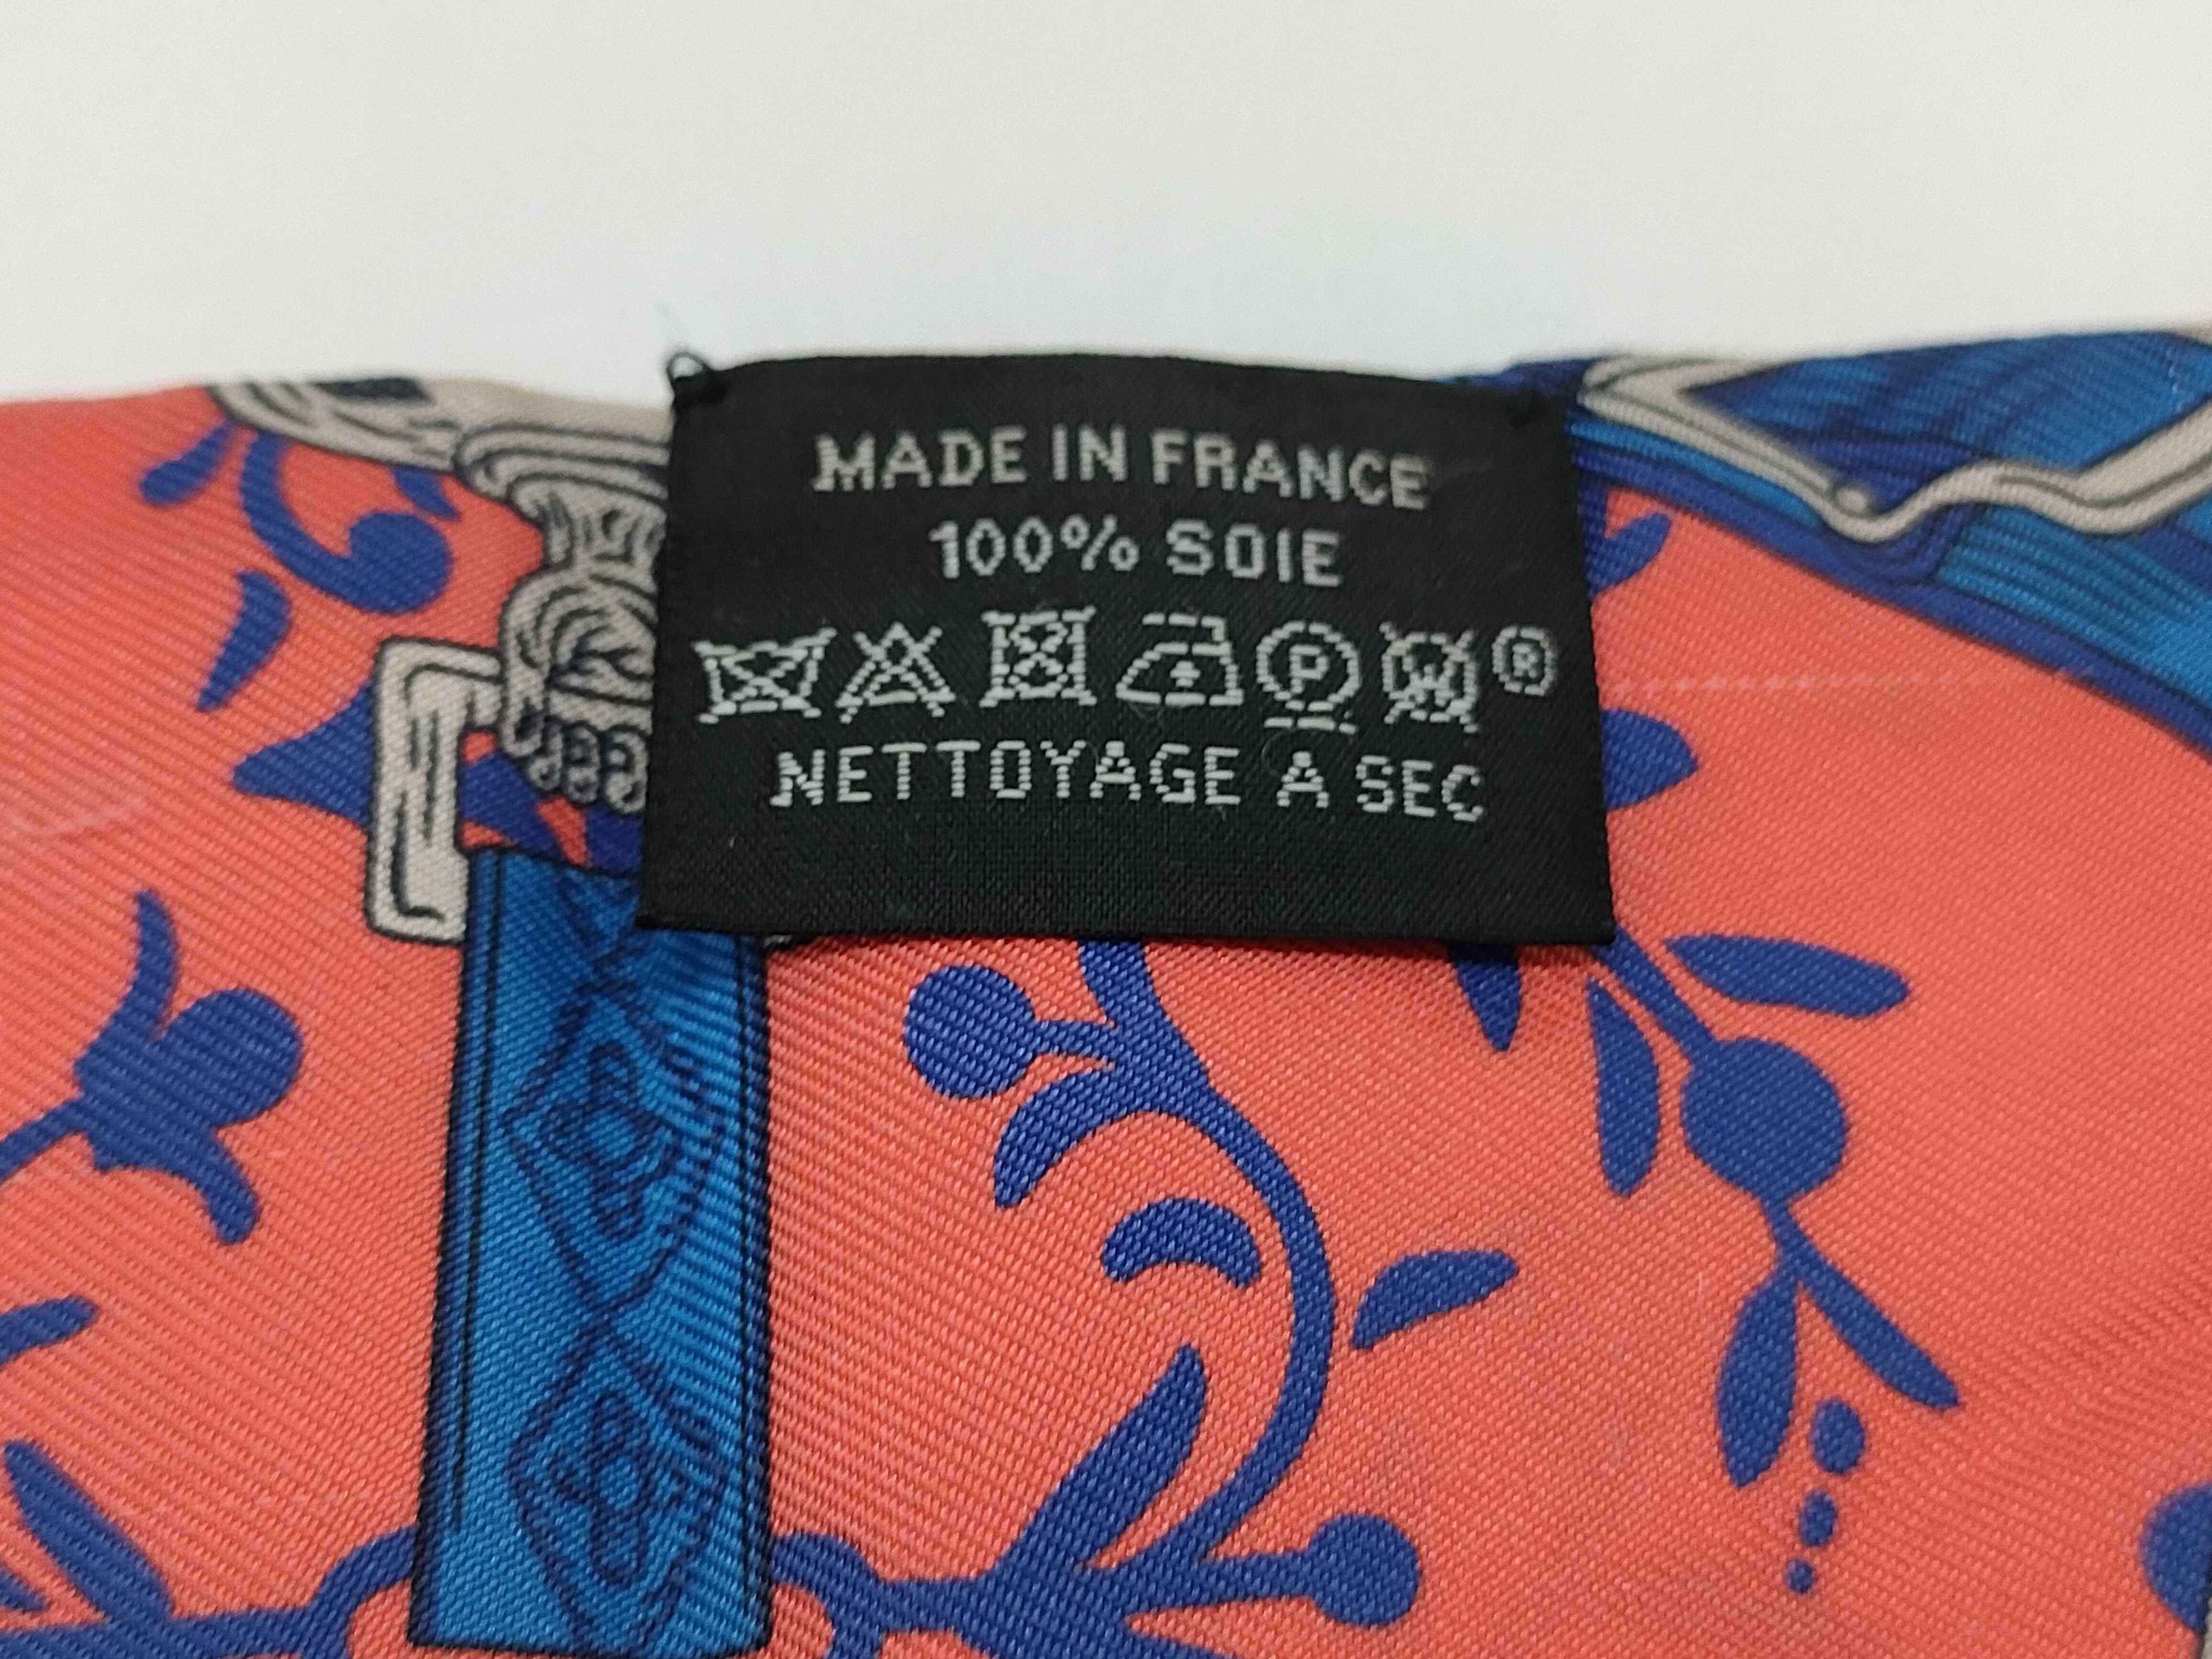 MADE IN FRANCE
100% SOIE
P W ®
NETTOYAGE A SEC